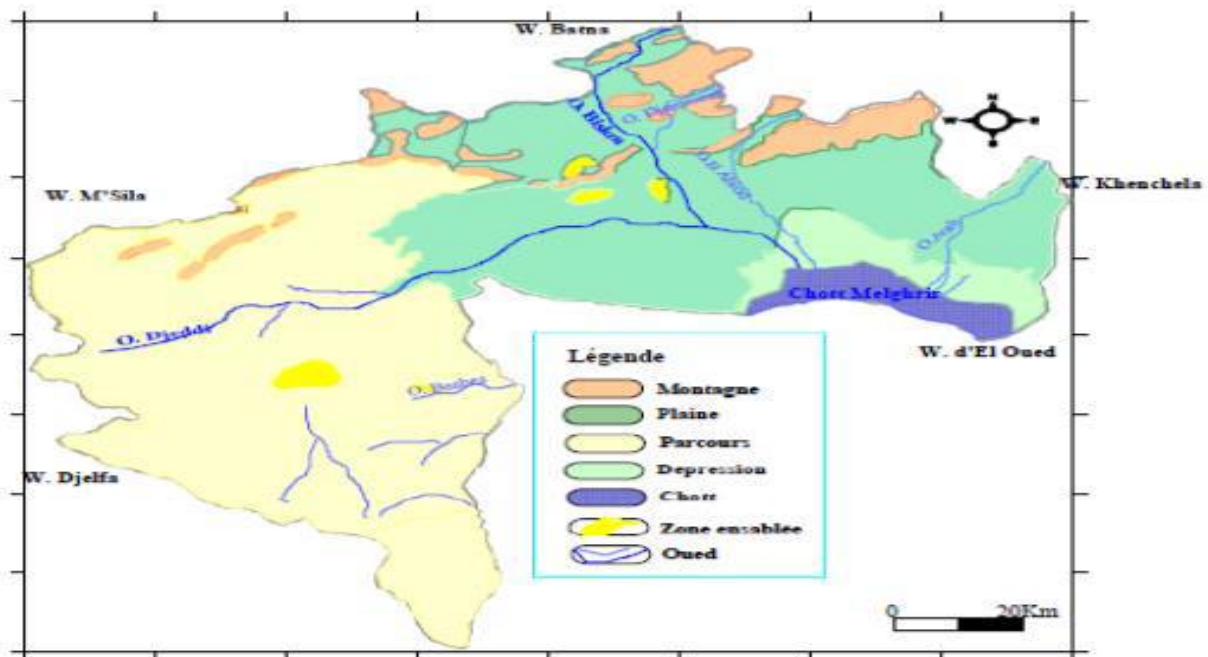 W. Batna
N
W
E
S
O. Biskra
W. M'Sila
W. Khenchela
Chott Melghrir
O. Djeddi
W. d'El Oued
Légende
Montagne
Plaine
Parcours
Depression
Chott
Zone ensablée
Oued
W. Djelfa
0 20Km